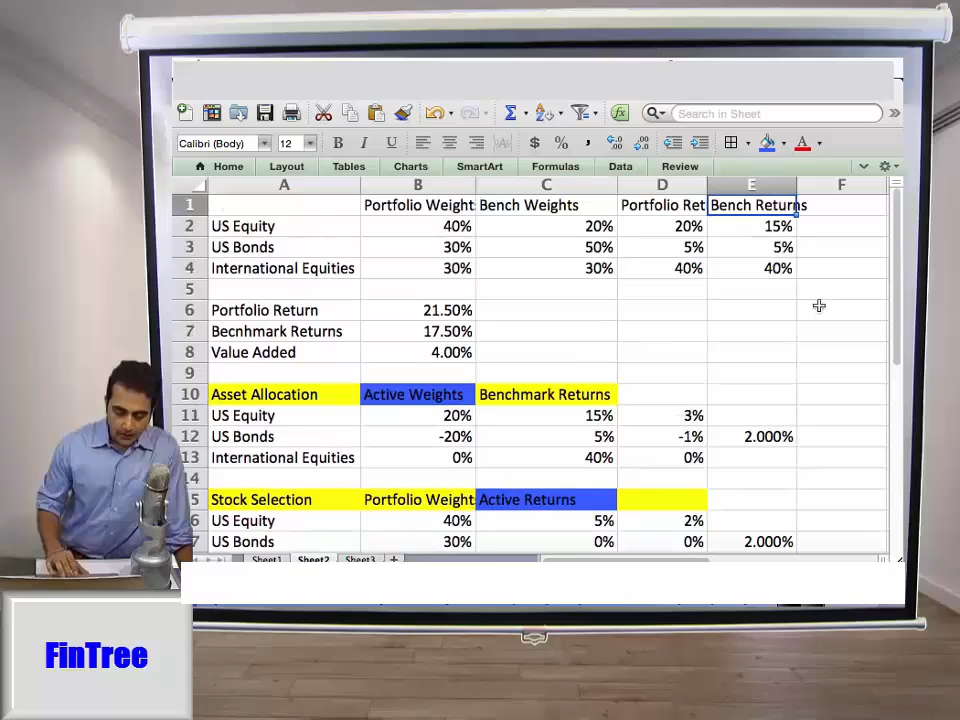 Search in Sheet
Calibri (Body) 12 B I U $ %
Home Layout Tables Charts SmartArt Formulas Data Review
A B C D E F
1 Portfolio Weight Bench Weights Portfolio Ret Bench Returns
2 US Equity 40% 20% 20% 15%
3 US Bonds 30% 50% 5% 5%
4 International Equities 30% 30% 40% 40%
5
6 Portfolio Return 21.50%
7 Becnhmark Returns 17.50%
8 Value Added 4.00%
9
10 Asset Allocation Active Weights Benchmark Returns
11 US Equity 20% 15% 3%
12 US Bonds -20% 5% -1% 2.000%
13 International Equities 0% 40% 0%
14
5 Stock Selection Portfolio Weight Active Returns
6 US Equity 40% 5% 2%
7 US Bonds 30% 0% 0% 2.000%
Sheet1 Sheet2 Sheet3 +
FinTree